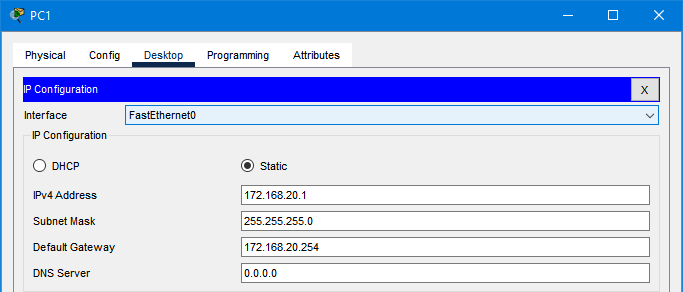 PC1
Physical Config Desktop Programming Attributes
IP Configuration X
Interface FastEthernet0
IP Configuration
DHCP Static
IPv4 Address 172.168.20.1
Subnet Mask 255.255.255.0
Default Gateway 172.168.20.254
DNS Server 0.0.0.0